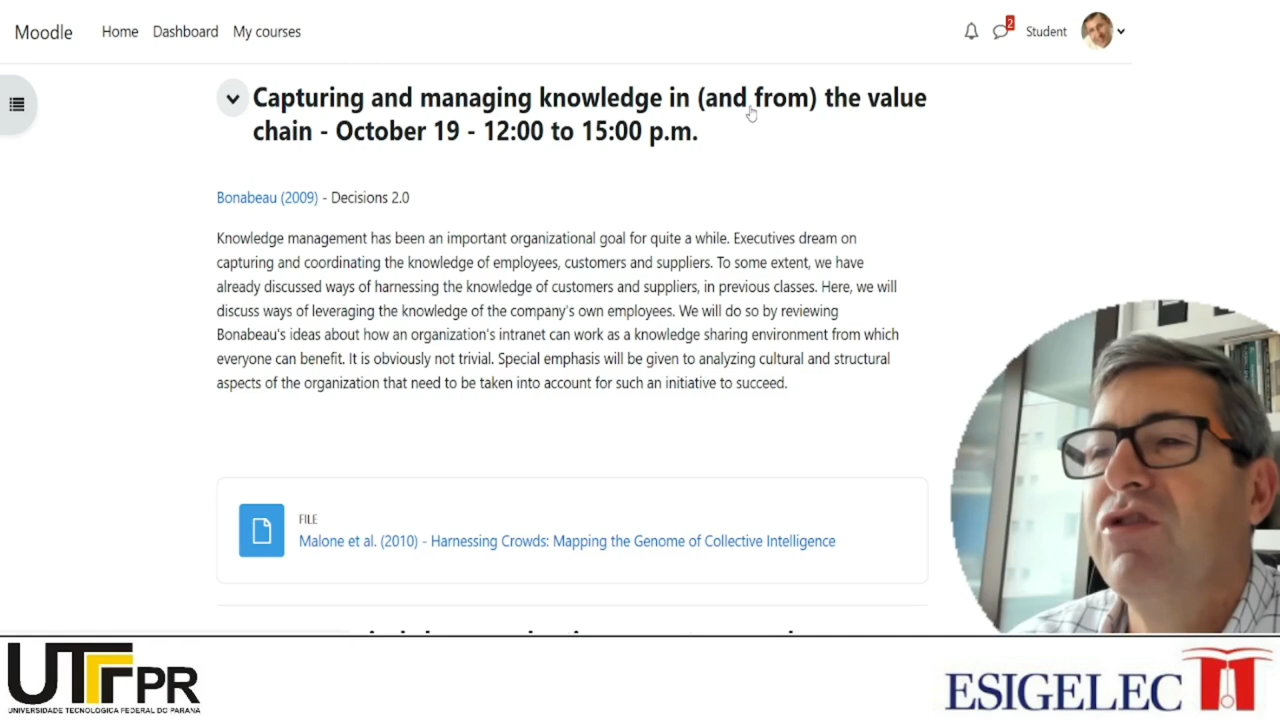 Moodle Home Dashboard My courses 2 Student
Capturing and managing knowledge in (and from) the value
chain - October 19 - 12:00 to 15:00 p.m.
Bonabeau (2009) - Decisions 2.0
Knowledge management has been an important organizational goal for quite a while. Executives dream on
capturing and coordinating the knowledge of employees, customers and suppliers. To some extent, we have
already discussed ways of harnessing the knowledge of customers and suppliers, in previous classes. Here, we will
discuss ways of leveraging the knowledge of the company's own employees. We will do so by reviewing
Bonabeau's ideas about how an organization's intranet can work as a knowledge sharing environment from which
everyone can benefit. It is obviously not trivial. Special emphasis will be given to analyzing cultural and structural
aspects of the organization that need to be taken into account for such an initiative to succeed.
FILE
Malone et al. (2010) - Harnessing Crowds: Mapping the Genome of Collective Intelligence
UTFPR
UNIVERSIDADE TECNOLÓGICA FEDERAL DO PARANÁ
ESIGELEC